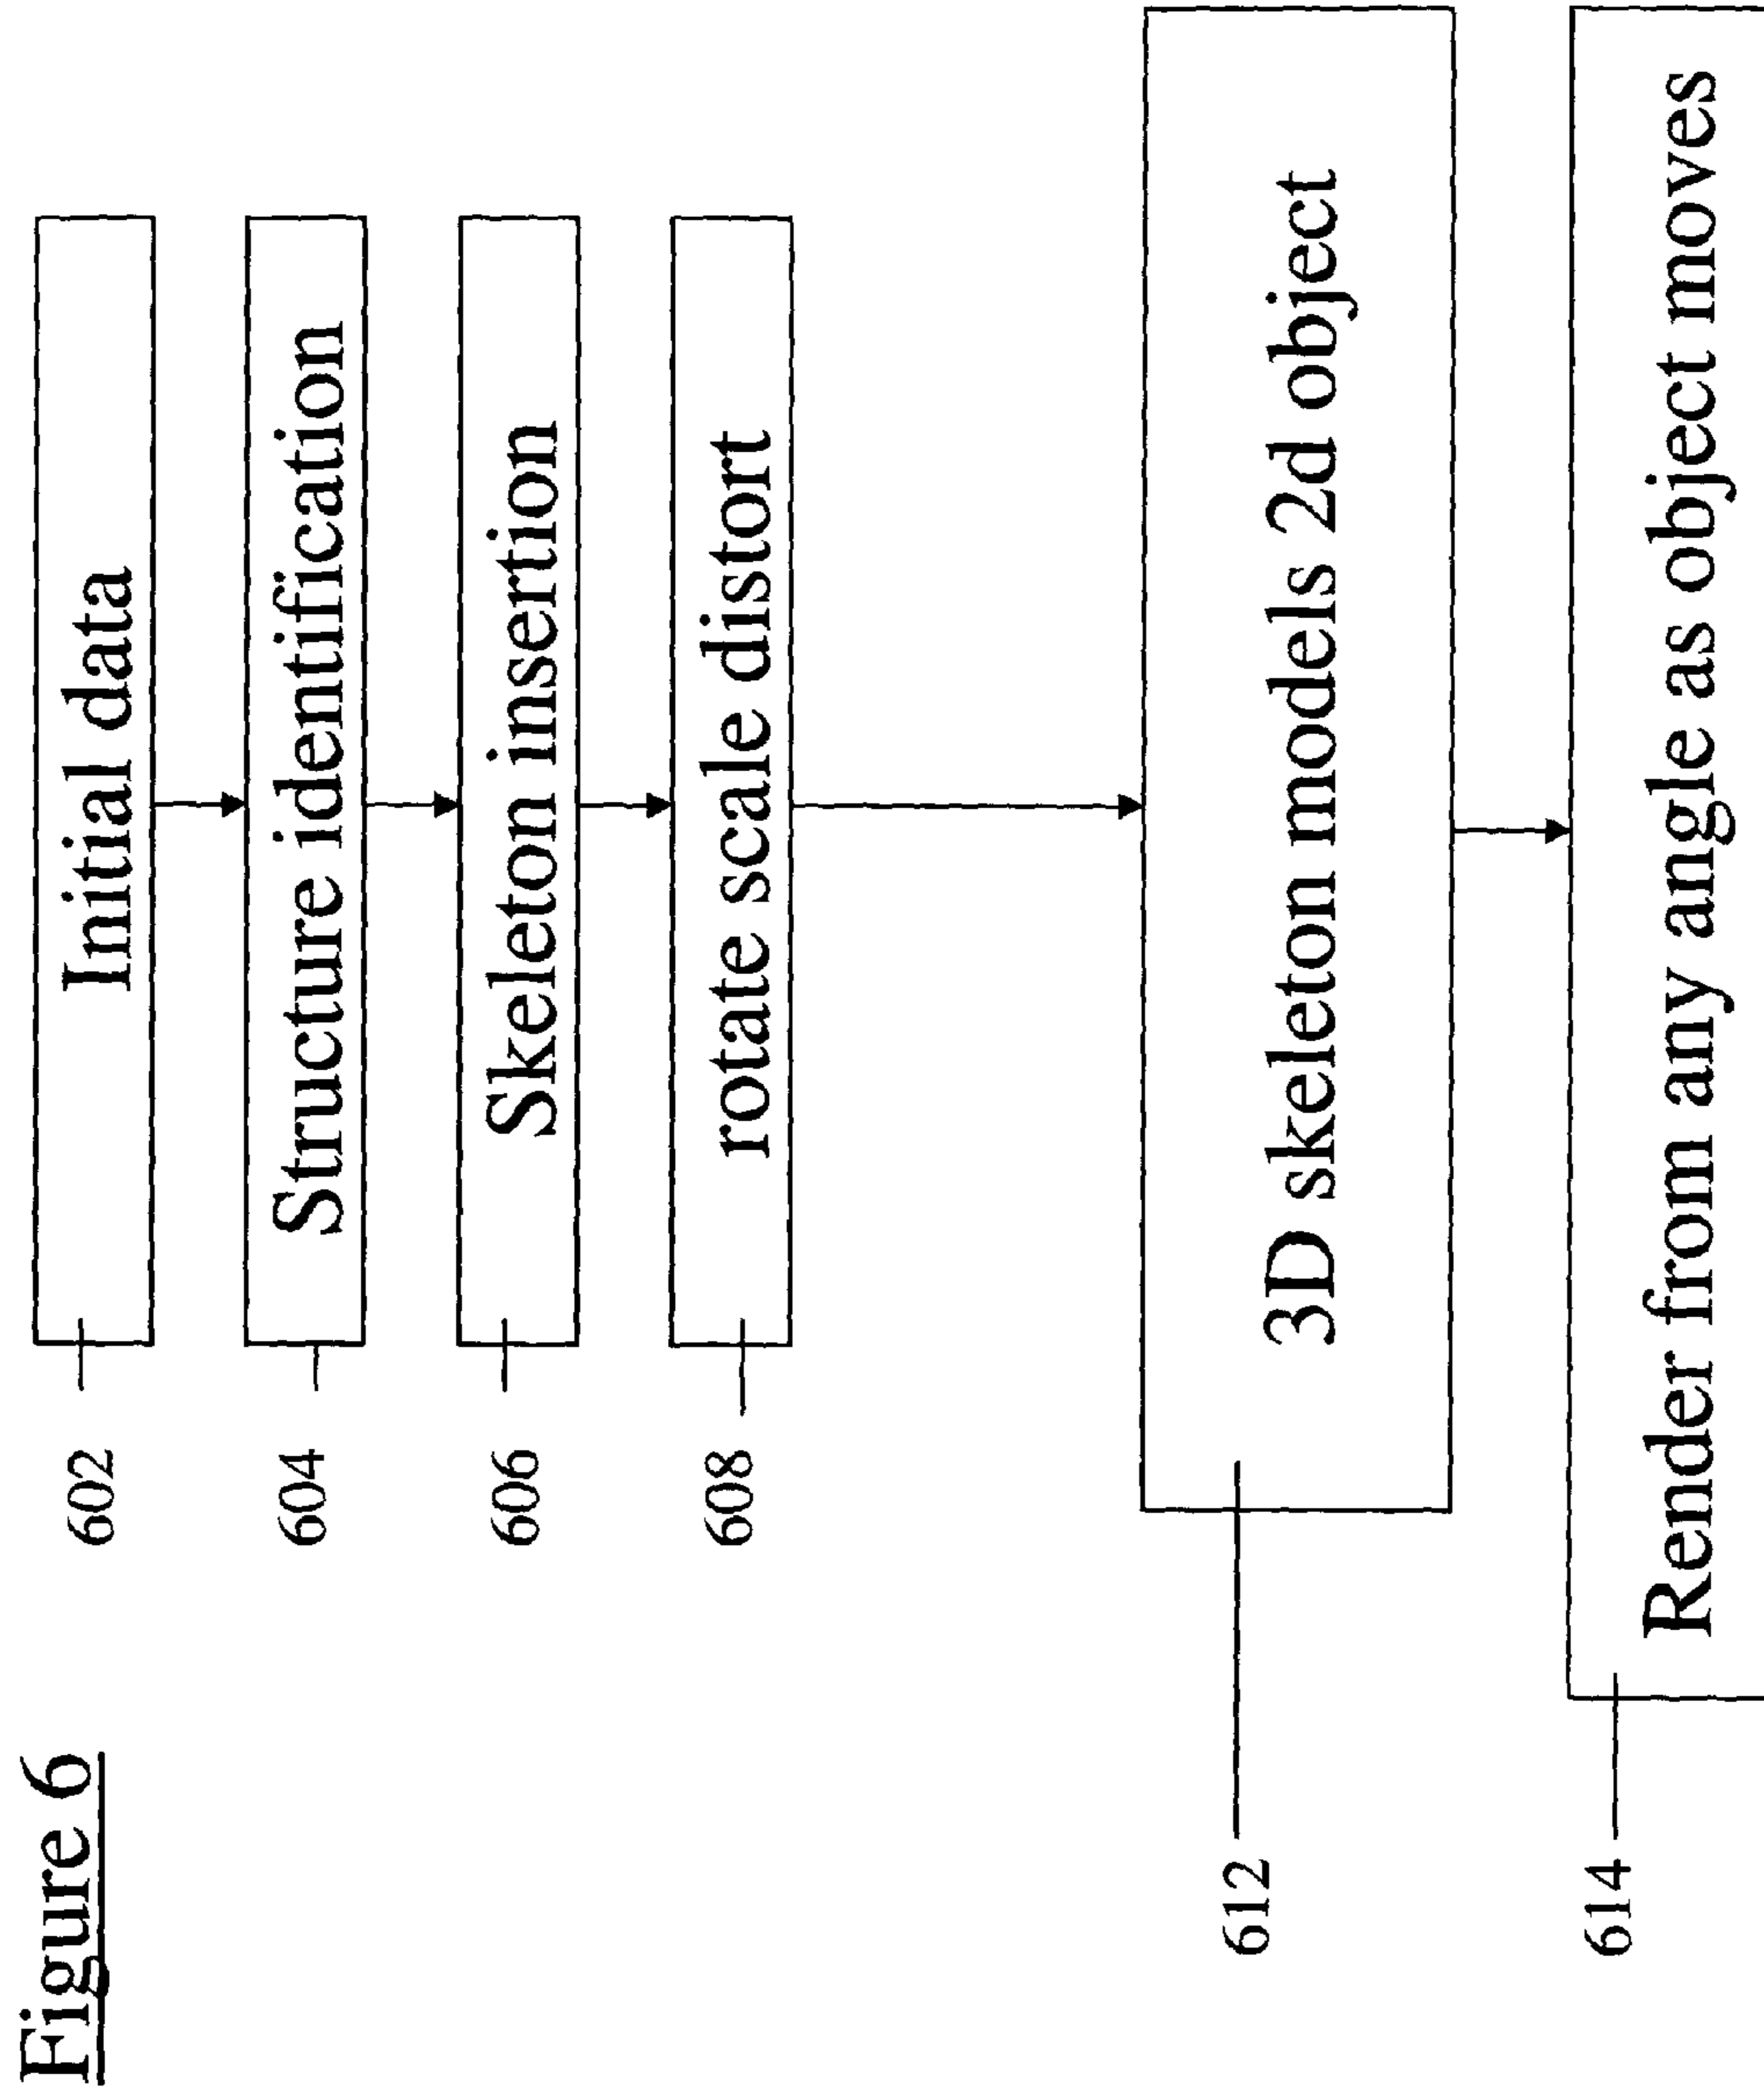 Figure 6
602
Initial data
604
Structure identification
606
Skeleton insertion
608
rotate scale distort
612
3D skeleton models 2d object
614
Render from any angle as object moves